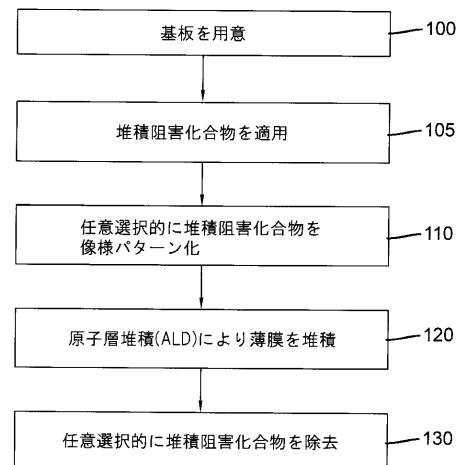 基板を用意
100
堆積阻害化合物を適用
105
任意選択的に堆積阻害化合物を
像様パターン化
110
原子層堆積(ALD)により薄膜を堆積
120
任意選択的に堆積阻害化合物を除去
130